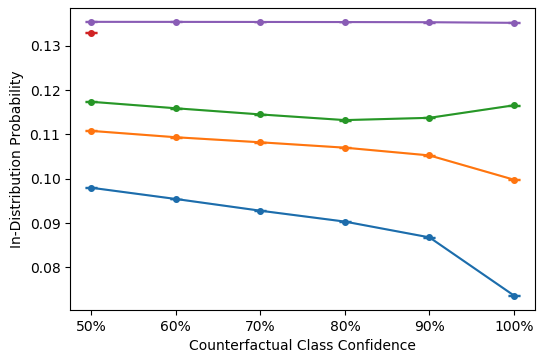 0.13
0.12
0.11
0.10
0.09
0.08
In-Distribution Probability
50% 60% 70% 80% 90% 100%
Counterfactual Class Confidence